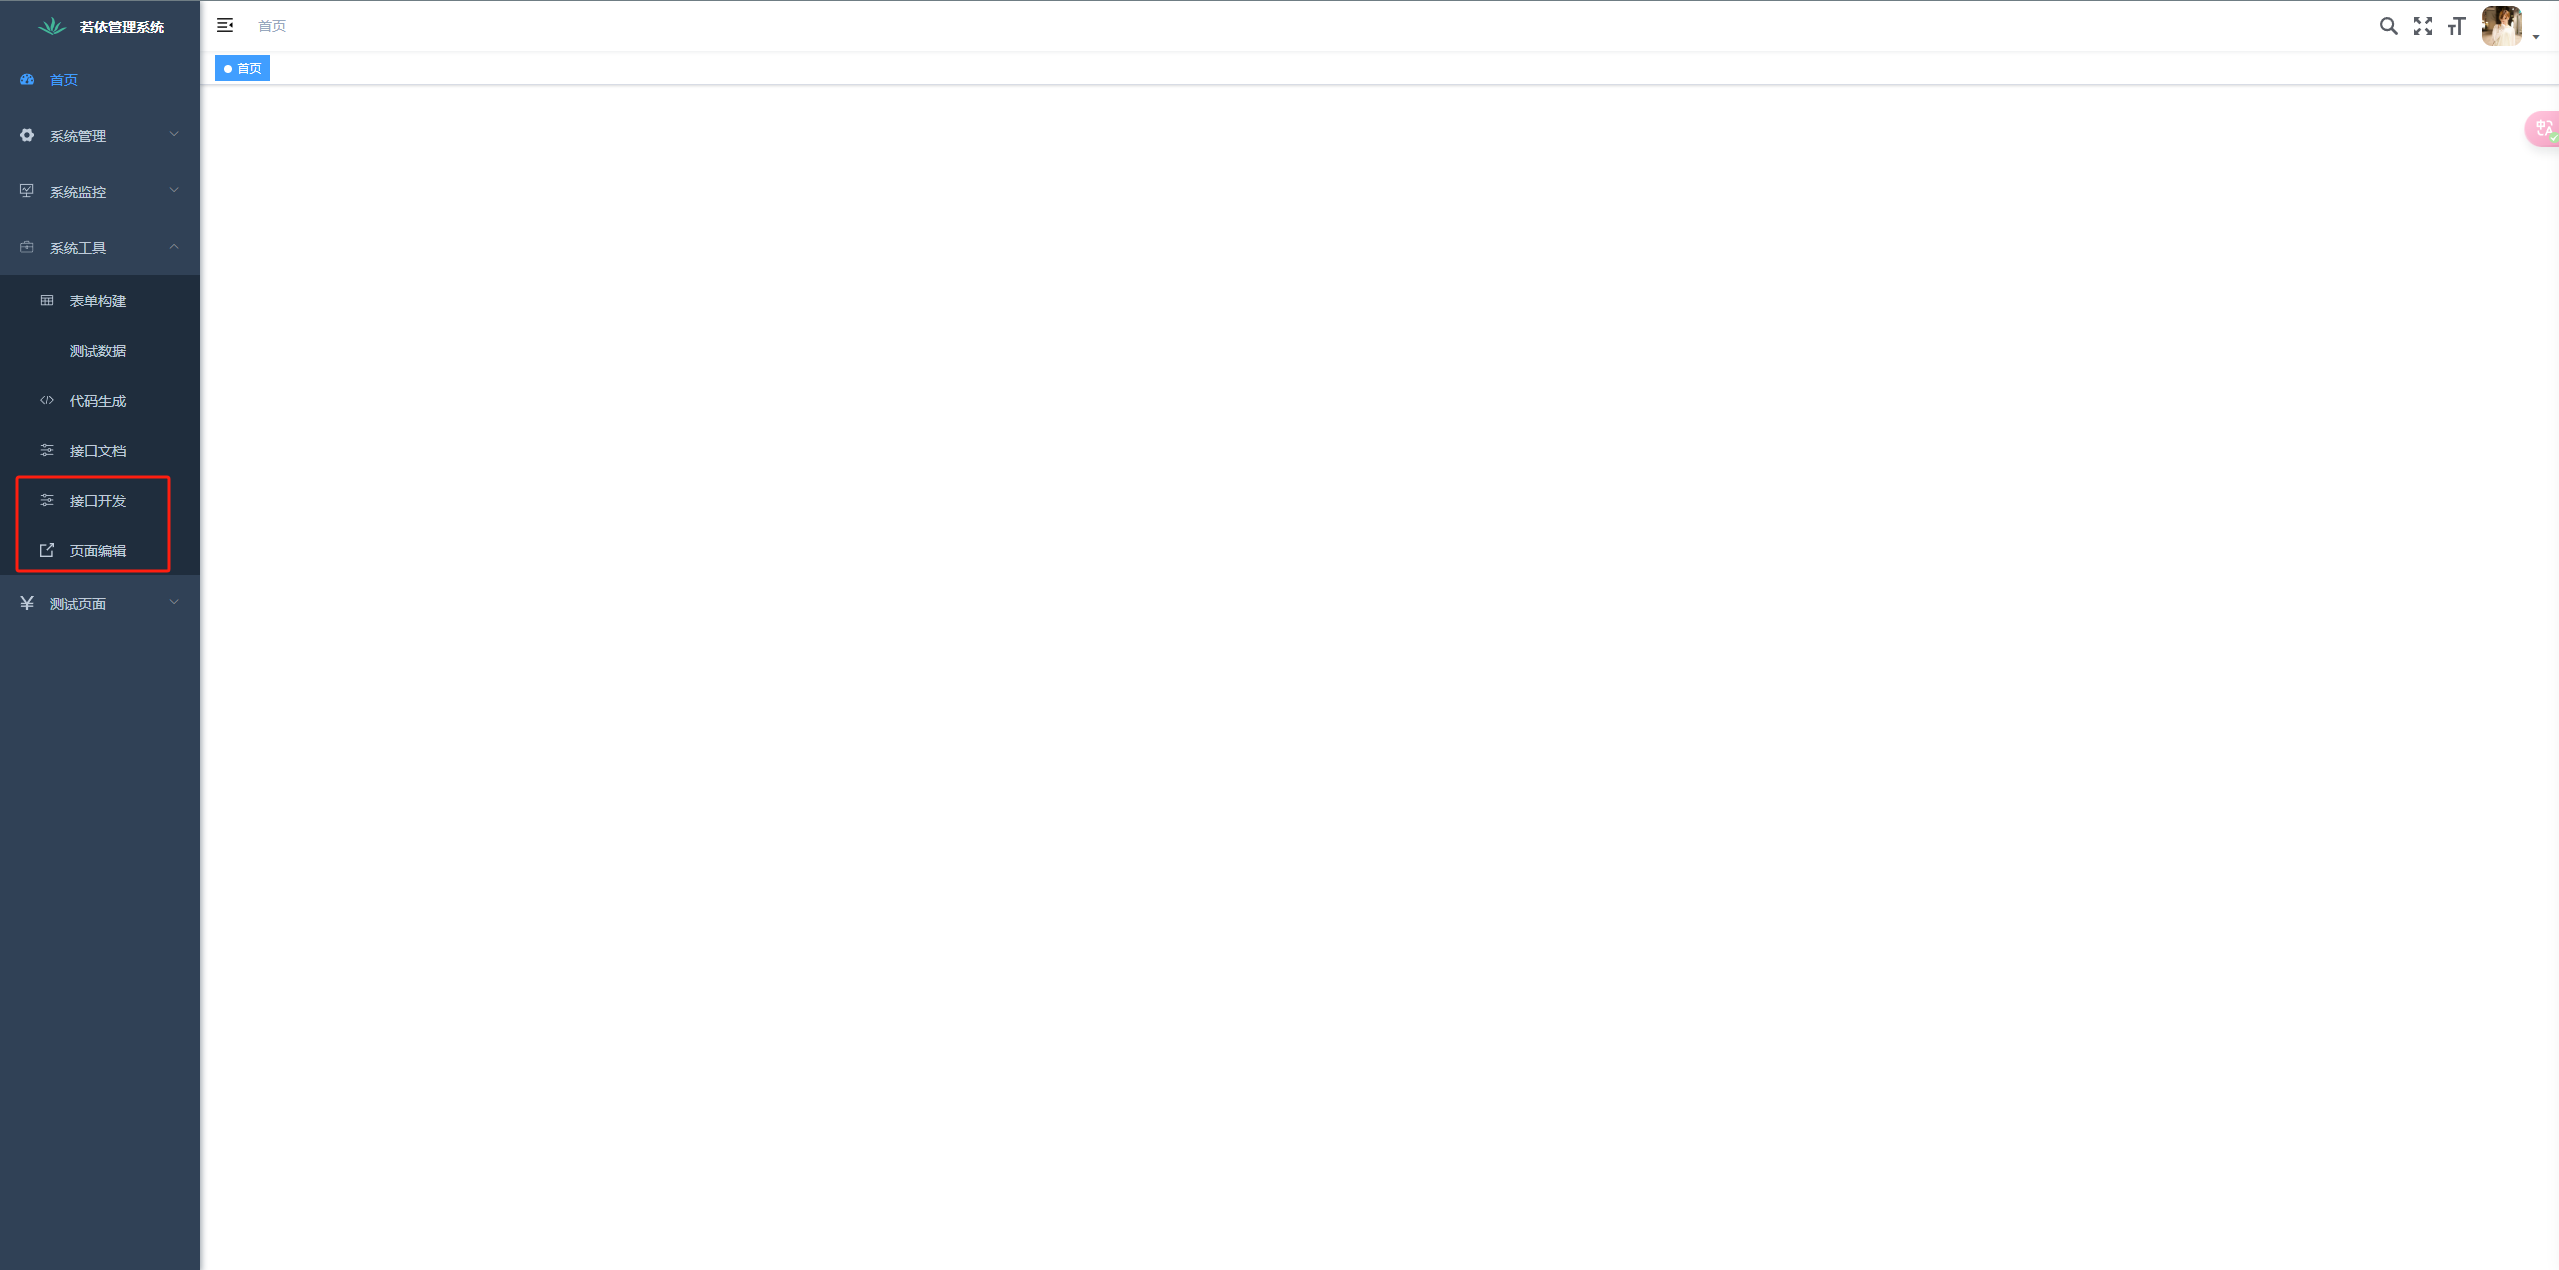 若依管理系统
首页
系统管理
系统监控
系统工具
表单构建
测试数据
代码生成
接口文档
接口开发
页面编辑
测试页面
首页
首页